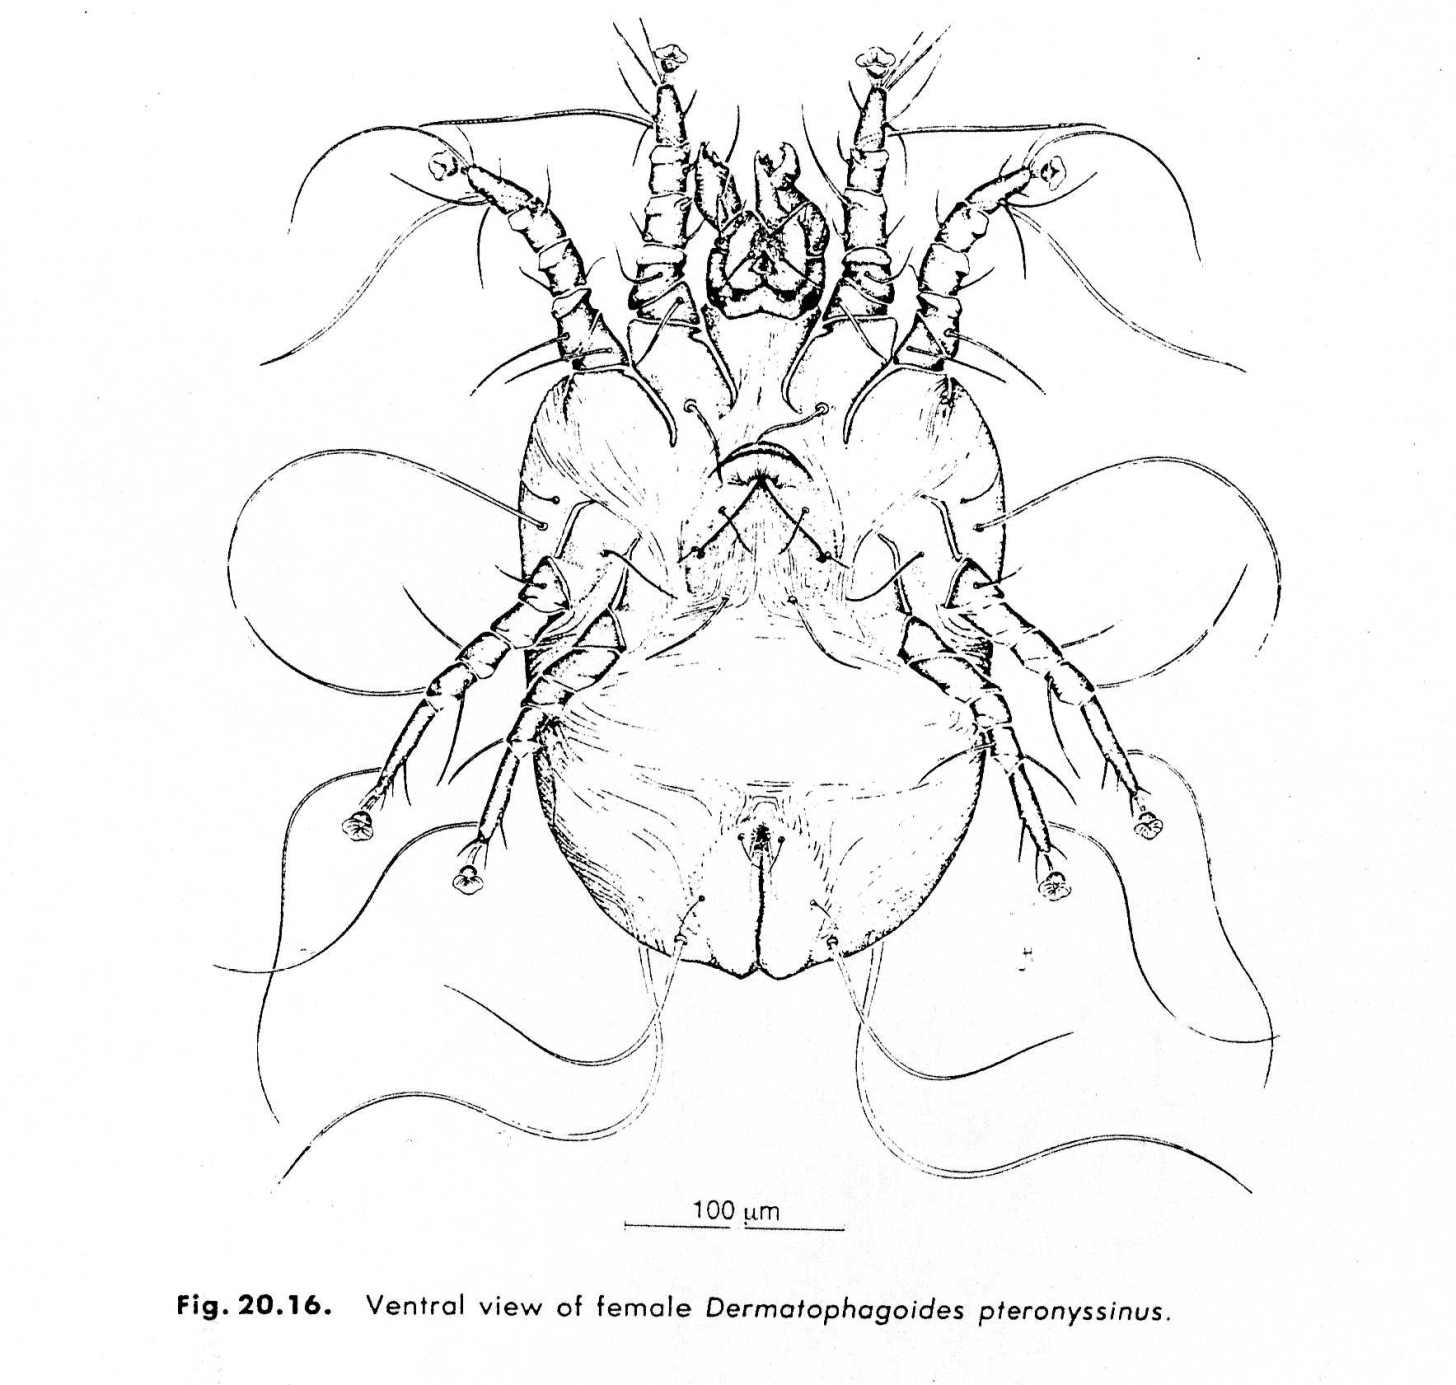 100 µm
Fig. 20.16. Ventral view of female Dermatophagoides pteronyssinus.